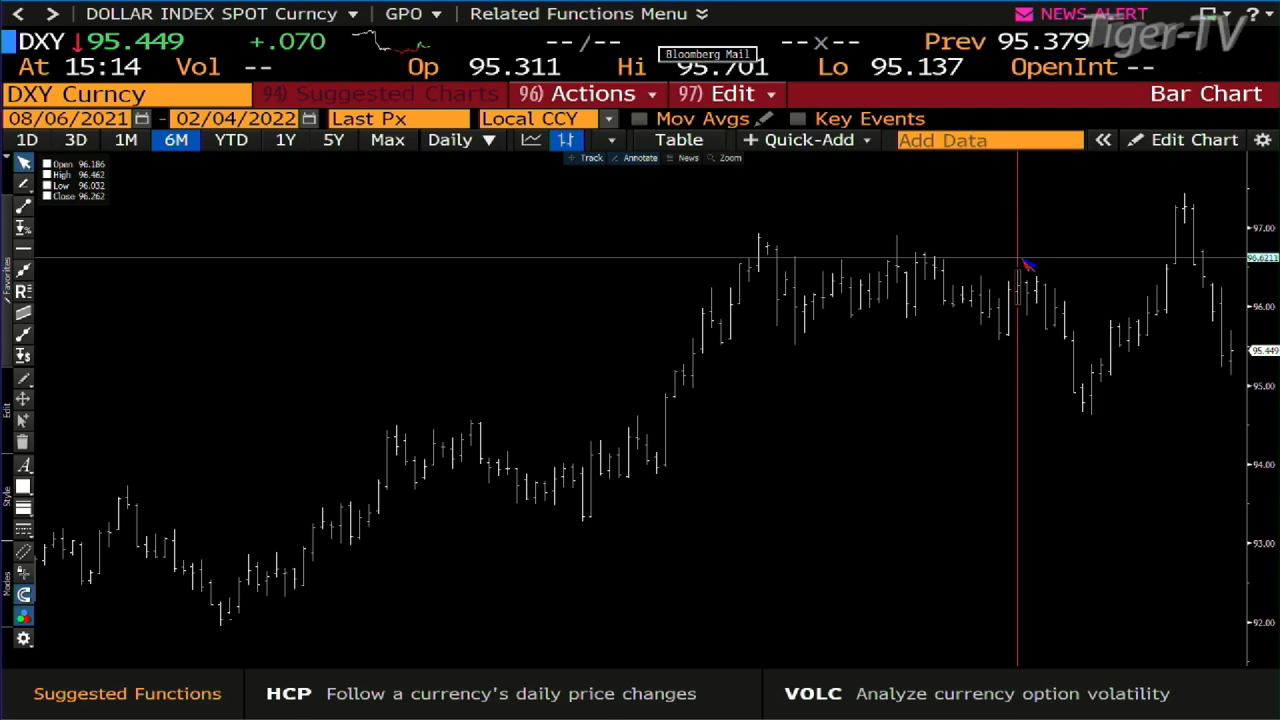 DOLLAR INDEX SPOT Curncy GPO Related Functions Menu NEWS ALERT ?
Tiger-TV
DXY 95.449 +.070 -- / -- -- x -- Prev 95.379
Bloomberg Mail
At 15:14 Vol -- Op 95.311 Hi 95.701 Lo 95.137 OpenInt --
DXY Curncy 94) Suggested Charts 96) Actions 97) Edit Bar Chart
08/06/2021 - 02/04/2022 Last Px Local CCY Mov Avgs Key Events
1D 3D 1M 6M YTD 1Y 5Y Max Daily Table + Quick-Add Add Data Edit Chart
Track Annotate News Zoom
Open 96.186
High 96.462
Low 96.032
Close 96.262
97.00
96.6211
96.00
95.449
95.00
94.00
93.00
92.00
Favorites
Edit
Style
Modes
Suggested Functions HCP Follow a currency's daily price changes VOLC Analyze currency option volatility